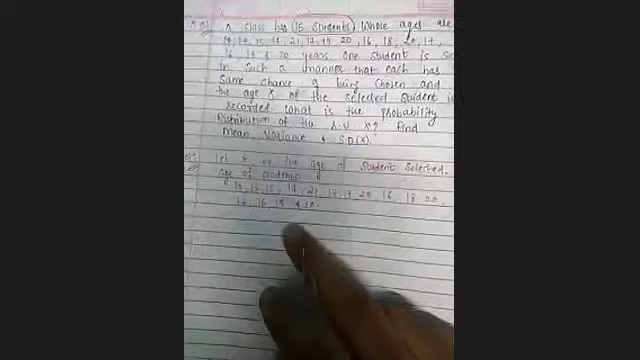 A class has 15 students whose ages are
14, 17, 15, 14, 21, 17, 19, 20, 16, 18, 20, 17,
16, 19 & 20 years. One student is se
in such a manner that each has
same chance of being chosen and
the age X of the selected student is
recorded. What is the probability
distribution of the r.v X? Find
mean, variance & S.D(X).
Let X be the age of student selected.
Age of students
14, 17, 15, 14, 21, 17, 19, 20, 16, 18, 20,
17, 16, 19 & 20.